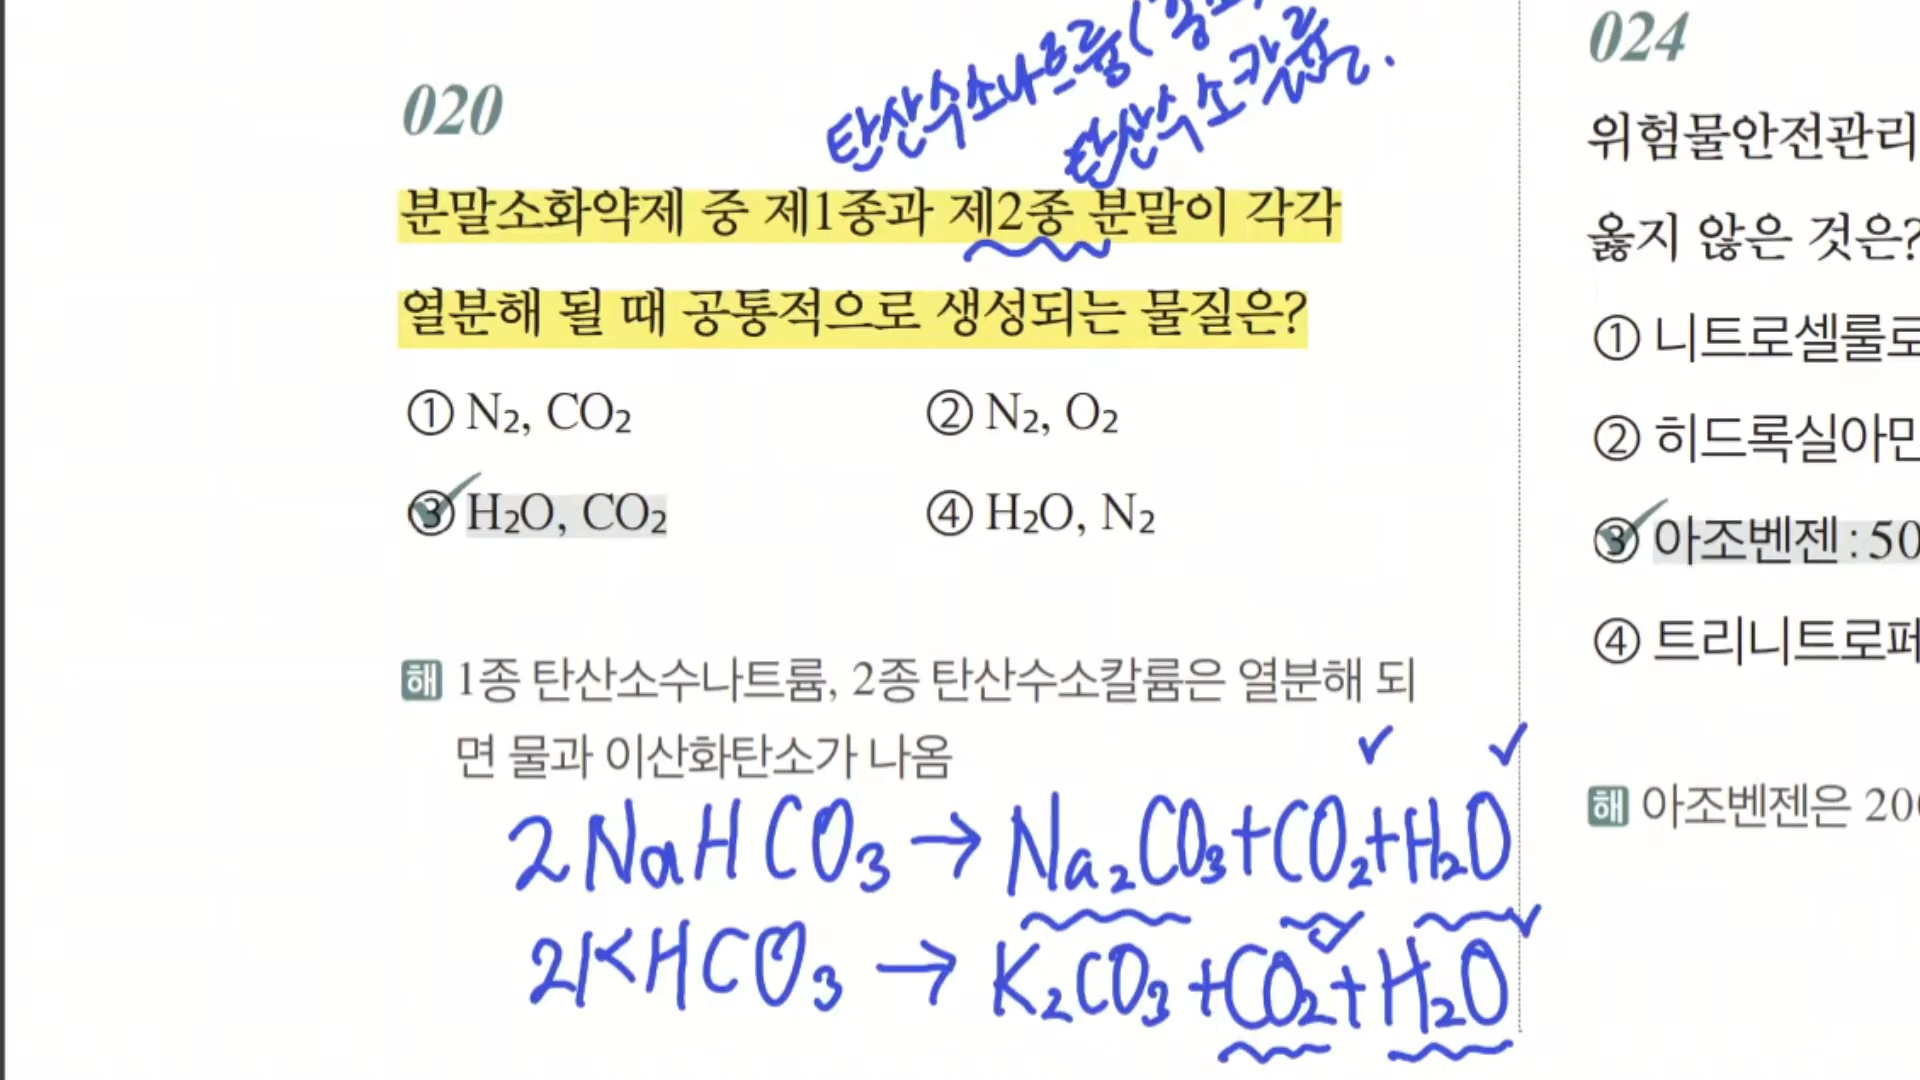 020
탄산수소나트륨(중
탄산수소칼륨.
분말소화약제 중 제1종과 제2종 분말이 각각
열분해 될 때 공통적으로 생성되는 물질은?
① N₂, CO₂
② N₂, O₂
③ H₂O, CO₂
④ H₂O, N₂
해 1종 탄산소수나트륨, 2종 탄산수소칼륨은 열분해 되
면 물과 이산화탄소가 나옴
2NaHCO₃ → Na₂CO₃+CO₂+H₂O
2KHCO₃ → K₂CO₃+CO₂+H₂O
024
위험물안전관리
옳지 않은 것은?
① 니트로셀룰로
② 히드록실아민
③ 아조벤젠 : 50
④ 트리니트로페
해 아조벤젠은 200